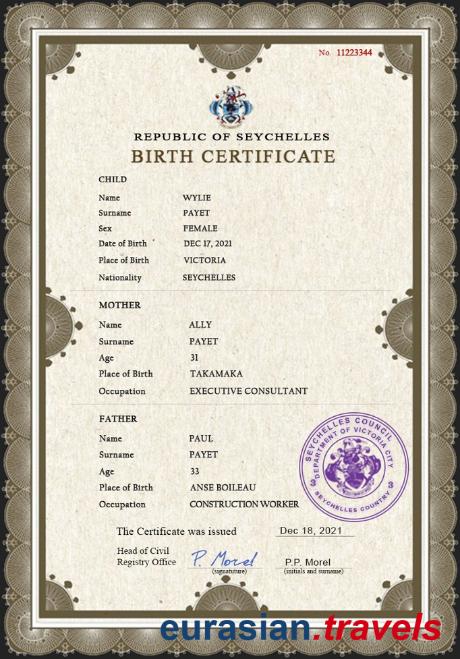 No. 11223344
REPUBLIC OF SEYCHELLES
BIRTH CERTIFICATE
CHILD
Name WYLIE
Surname PAYET
Sex FEMALE
Date of Birth DEC 17, 2021
Place of Birth VICTORIA
Nationality SEYCHELLES
MOTHER
Name ALLY
Surname PAYET
Age 31
Place of Birth TAKAMAKA
Occupation EXECUTIVE CONSULTANT
FATHER
Name PAUL
Surname PAYET
Age 33
Place of Birth ANSE BOILEAU
Occupation CONSTRUCTION WORKER
SEYCHELLES COUNCIL
DEPARTMENT OF VICTORIA CITY
3 3
SEYCHELLES COUNTRY
The Certificate was issued Dec 18, 2021
Head of Civil
Registry Office P. Morel P.P. Morel
(signature) (initials and surname)
eurasian.travels